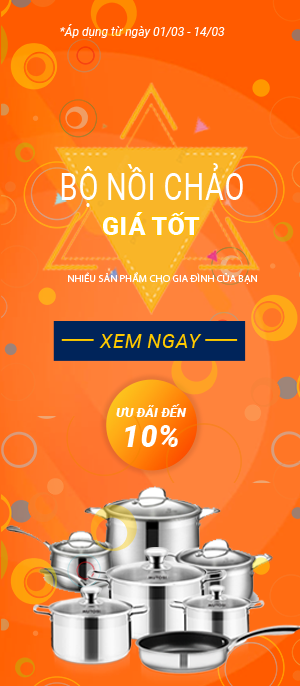 *Áp dụng từ ngày 01/03 - 14/03
BỘ NỒI CHẢO
GIÁ TỐT
NHIỀU SẢN PHẨM CHO GIA ĐÌNH CỦA BẠN
XEM NGAY
ƯU ĐÃI ĐẾN
10%